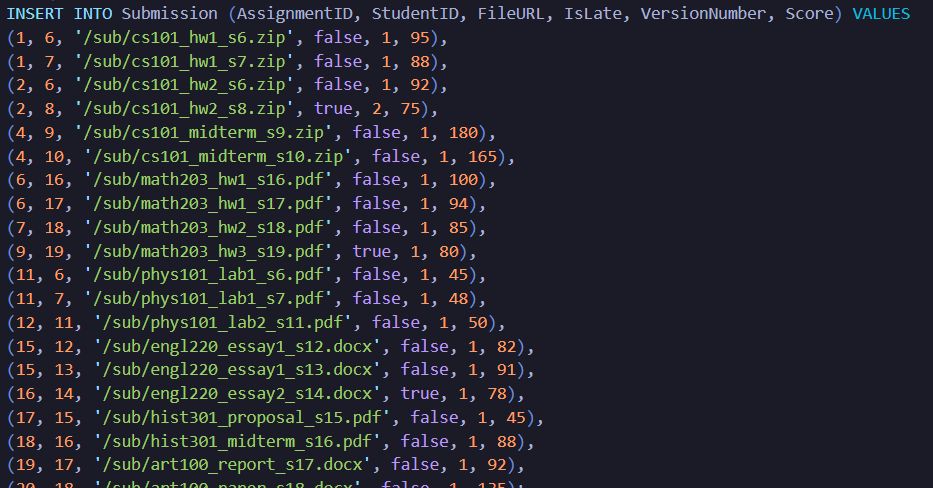 INSERT INTO Submission (AssignmentID, StudentID, FileURL, IsLate, VersionNumber, Score) VALUES
(1, 6, '/sub/cs101_hw1_s6.zip', false, 1, 95),
(1, 7, '/sub/cs101_hw1_s7.zip', false, 1, 88),
(2, 6, '/sub/cs101_hw2_s6.zip', false, 1, 92),
(2, 8, '/sub/cs101_hw2_s8.zip', true, 2, 75),
(4, 9, '/sub/cs101_midterm_s9.zip', false, 1, 180),
(4, 10, '/sub/cs101_midterm_s10.zip', false, 1, 165),
(6, 16, '/sub/math203_hw1_s16.pdf', false, 1, 100),
(6, 17, '/sub/math203_hw1_s17.pdf', false, 1, 94),
(7, 18, '/sub/math203_hw2_s18.pdf', false, 1, 85),
(9, 19, '/sub/math203_hw3_s19.pdf', true, 1, 80),
(11, 6, '/sub/phys101_lab1_s6.pdf', false, 1, 45),
(11, 7, '/sub/phys101_lab1_s7.pdf', false, 1, 48),
(12, 11, '/sub/phys101_lab2_s11.pdf', false, 1, 50),
(15, 12, '/sub/engl220_essay1_s12.docx', false, 1, 82),
(15, 13, '/sub/engl220_essay1_s13.docx', false, 1, 91),
(16, 14, '/sub/engl220_essay2_s14.docx', true, 1, 78),
(17, 15, '/sub/hist301_proposal_s15.pdf', false, 1, 45),
(18, 16, '/sub/hist301_midterm_s16.pdf', false, 1, 88),
(19, 17, '/sub/art100_report_s17.docx', false, 1, 92),
(20, 18, '/sub/art100_paper_s18.docx', false, 1, 135);